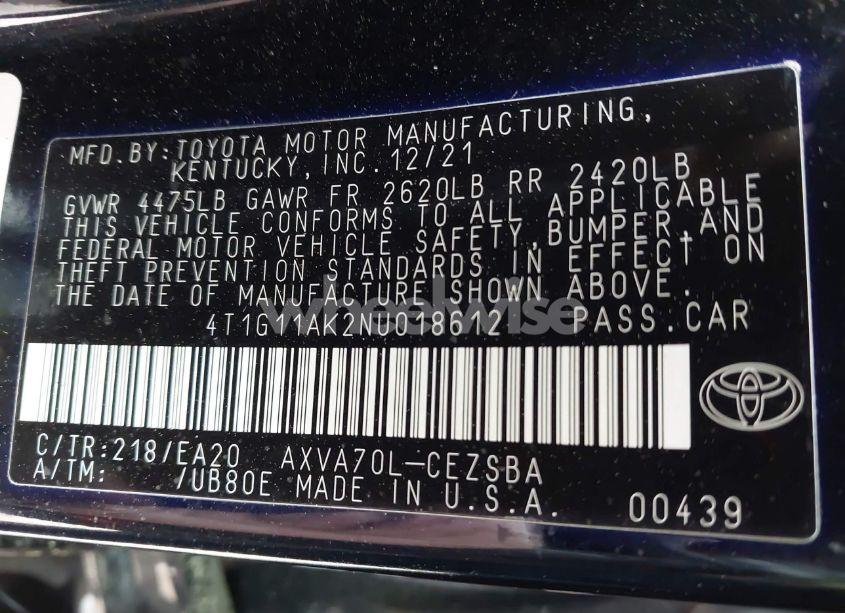 MFD.BY:TOYOTA MOTOR MANUFACTURING,
KENTUCKY,INC.12/21
GVWR 4475LB GAWR FR 2620LB RR 2420LB
THIS VEHICLE CONFORMS TO ALL APPLICABLE
FEDERAL MOTOR VEHICLE SAFETY,BUMPER,AND
THEFT PREVENTION STANDARDS IN EFFECT ON
THE DATE OF MANUFACTURE SHOWN ABOVE.
PASS.CAR
wheelwise
C/TR:218/EA20 AXVA70L-CEZSBA
A/TM: /UB80E MADE IN U.S.A.
00439